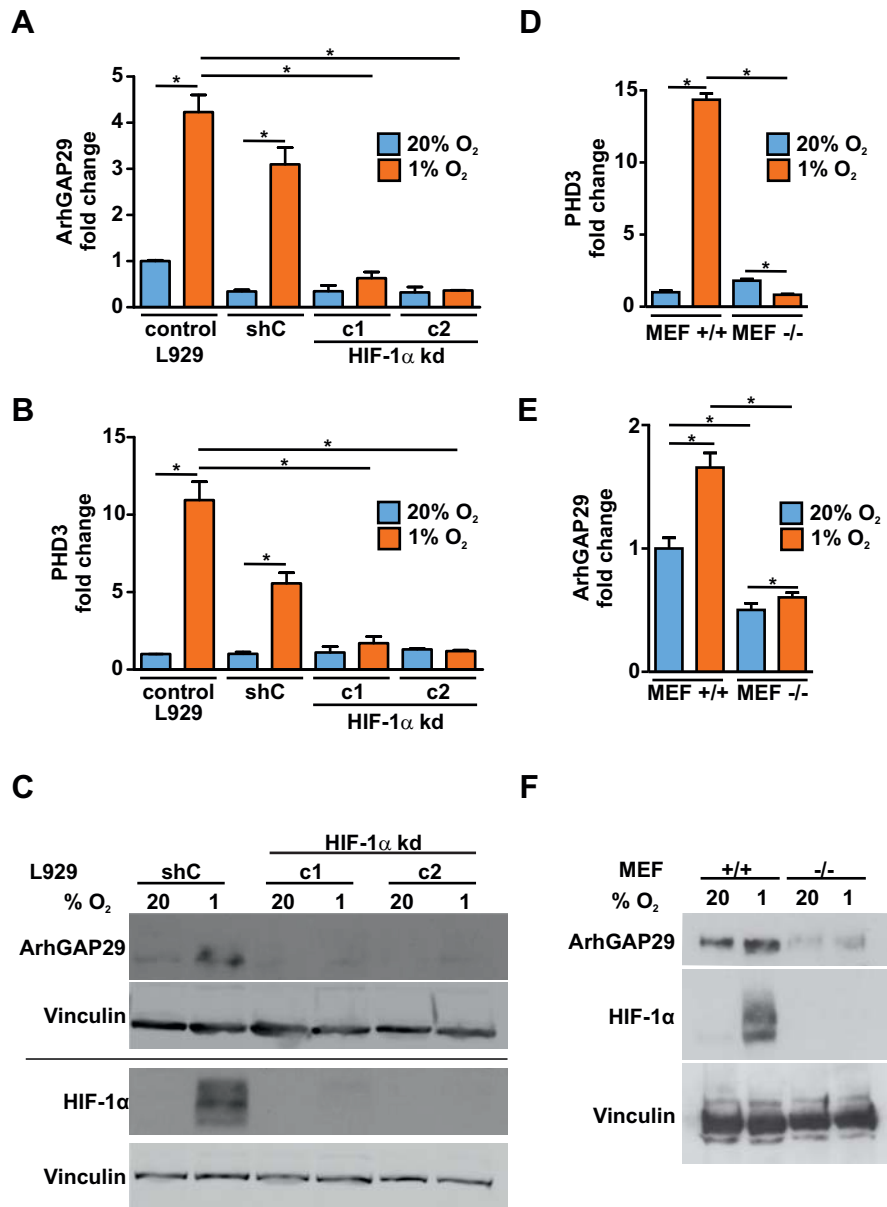 A
*
*
5
*
4
*
20% O₂
1% O₂
3
ArhGAP29
fold change
2
1
0
control
shC
c1
c2
L929
HIF-1α kd
B
15
*
*
*
20% O₂
1% O₂
10
PHD3
fold change
*
5
0
control
shC
c1
c2
L929
HIF-1α kd
C
HIF-1α kd
L929
shC
c1
c2
% O₂
20
1
20
1
20
1
ArhGAP29
Vinculin
HIF-1α
Vinculin
D
15
*
*
20% O₂
1% O₂
10
PHD3
fold change
5
*
0
MEF +/+
MEF -/-
E
*
*
2
*
20% O₂
1% O₂
ArhGAP29
fold change
1
*
0
MEF +/+
MEF -/-
F
MEF
+/+
-/-
% O₂
20
1
20
1
ArhGAP29
HIF-1α
Vinculin